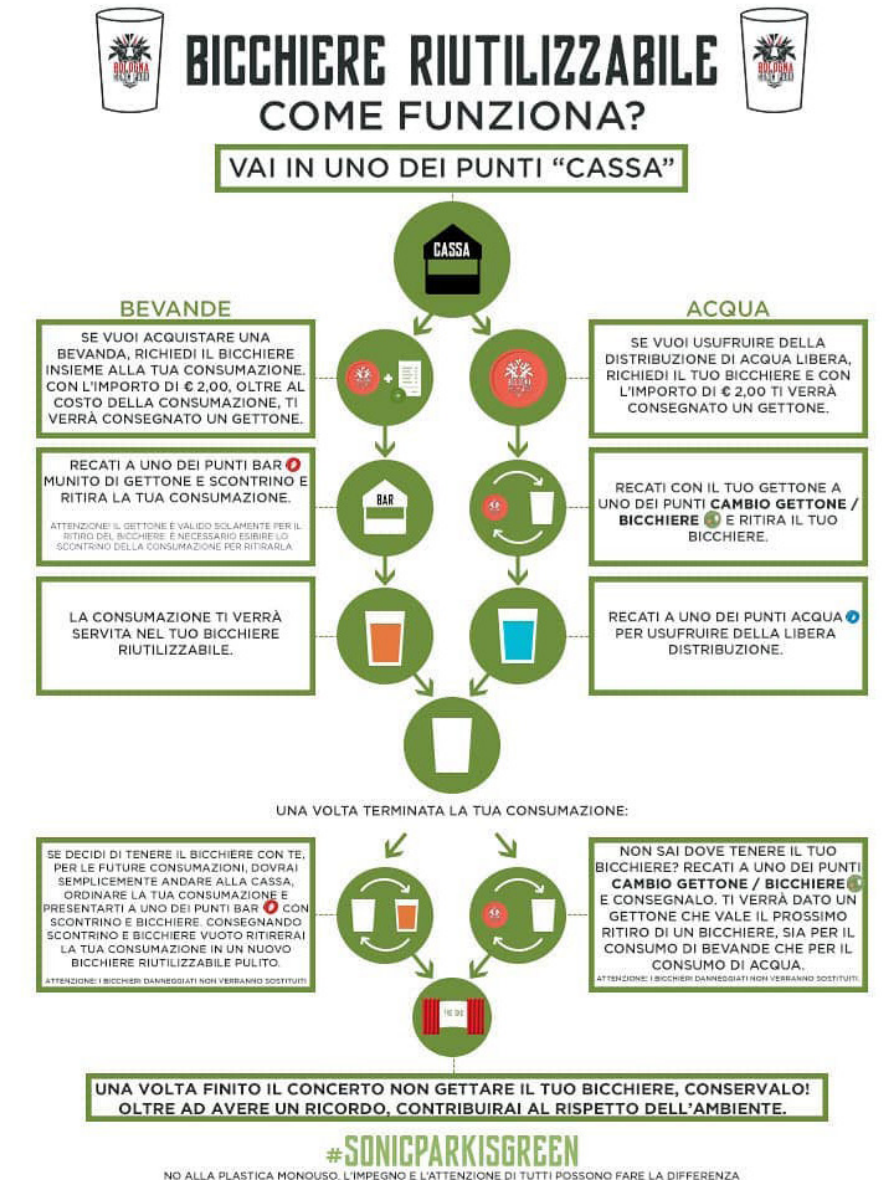 BICCHIERE RIUTILIZZABILE
COME FUNZIONA?
VAI IN UNO DEI PUNTI “CASSA”
CASSA
BEVANDE
SE VUOI ACQUISTARE UNA
BEVANDA, RICHIEDI IL BICCHIERE
INSIEME ALLA TUA CONSUMAZIONE.
CON L'IMPORTO DI € 2,00, OLTRE AL
COSTO DELLA CONSUMAZIONE, TI
VERRÀ CONSEGNATO UN GETTONE.
ACQUA
SE VUOI USUFRUIRE DELLA
DISTRIBUZIONE DI ACQUA LIBERA,
RICHIEDI IL TUO BICCHIERE E CON
L'IMPORTO DI € 2,00 TI VERRÀ
CONSEGNATO UN GETTONE.
RECATI A UNO DEI PUNTI BAR
MUNITO DI GETTONE E SCONTRINO E
RITIRA LA TUA CONSUMAZIONE.
ATTENZIONE! IL GETTONE È VALIDO SOLAMENTE PER IL
RITIRO DEL BICCHIERE. È NECESSARIO ESIBIRE LO
SCONTRINO DELLA CONSUMAZIONE PER RITIRARLA
BAR
RECATI CON IL TUO GETTONE A
UNO DEI PUNTI CAMBIO GETTONE /
BICCHIERE E RITIRA IL TUO
BICCHIERE.
LA CONSUMAZIONE TI VERRÀ
SERVITA NEL TUO BICCHIERE
RIUTILIZZABILE.
RECATI A UNO DEI PUNTI ACQUA
PER USUFRUIRE DELLA LIBERA
DISTRIBUZIONE.
UNA VOLTA TERMINATA LA TUA CONSUMAZIONE:
SE DECIDI DI TENERE IL BICCHIERE CON TE,
PER LE FUTURE CONSUMAZIONI, DOVRAI
SEMPLICEMENTE ANDARE ALLA CASSA,
ORDINARE LA TUA CONSUMAZIONE E
PRESENTARTI A UNO DEI PUNTI BAR CON
SCONTRINO E BICCHIERE. CONSEGNANDO
SCONTRINO E BICCHIERE VUOTO RITIRERAI
LA TUA CONSUMAZIONE IN UN NUOVO
BICCHIERE RIUTILIZZABILE PULITO.
ATTENZIONE: I BICCHIERI DANNEGGIATI NON VERRANNO SOSTITUITI
NON SAI DOVE TENERE IL TUO
BICCHIERE? RECATI A UNO DEI PUNTI
CAMBIO GETTONE / BICCHIERE
E CONSEGNALO. TI VERRÀ DATO UN
GETTONE CHE VALE IL PROSSIMO
RITIRO DI UN BICCHIERE, SIA PER IL
CONSUMO DI BEVANDE CHE PER IL
CONSUMO DI ACQUA.
ATTENZIONE: I BICCHIERI DANNEGGIATI NON VERRANNO SOSTITUITI.
THE END
UNA VOLTA FINITO IL CONCERTO NON GETTARE IL TUO BICCHIERE, CONSERVALO!
OLTRE AD AVERE UN RICORDO, CONTRIBUIRAI AL RISPETTO DELL'AMBIENTE.
#SONICPARKISGREEN
NO ALLA PLASTICA MONOUSO. L'IMPEGNO E L'ATTENZIONE DI TUTTI POSSONO FARE LA DIFFERENZA